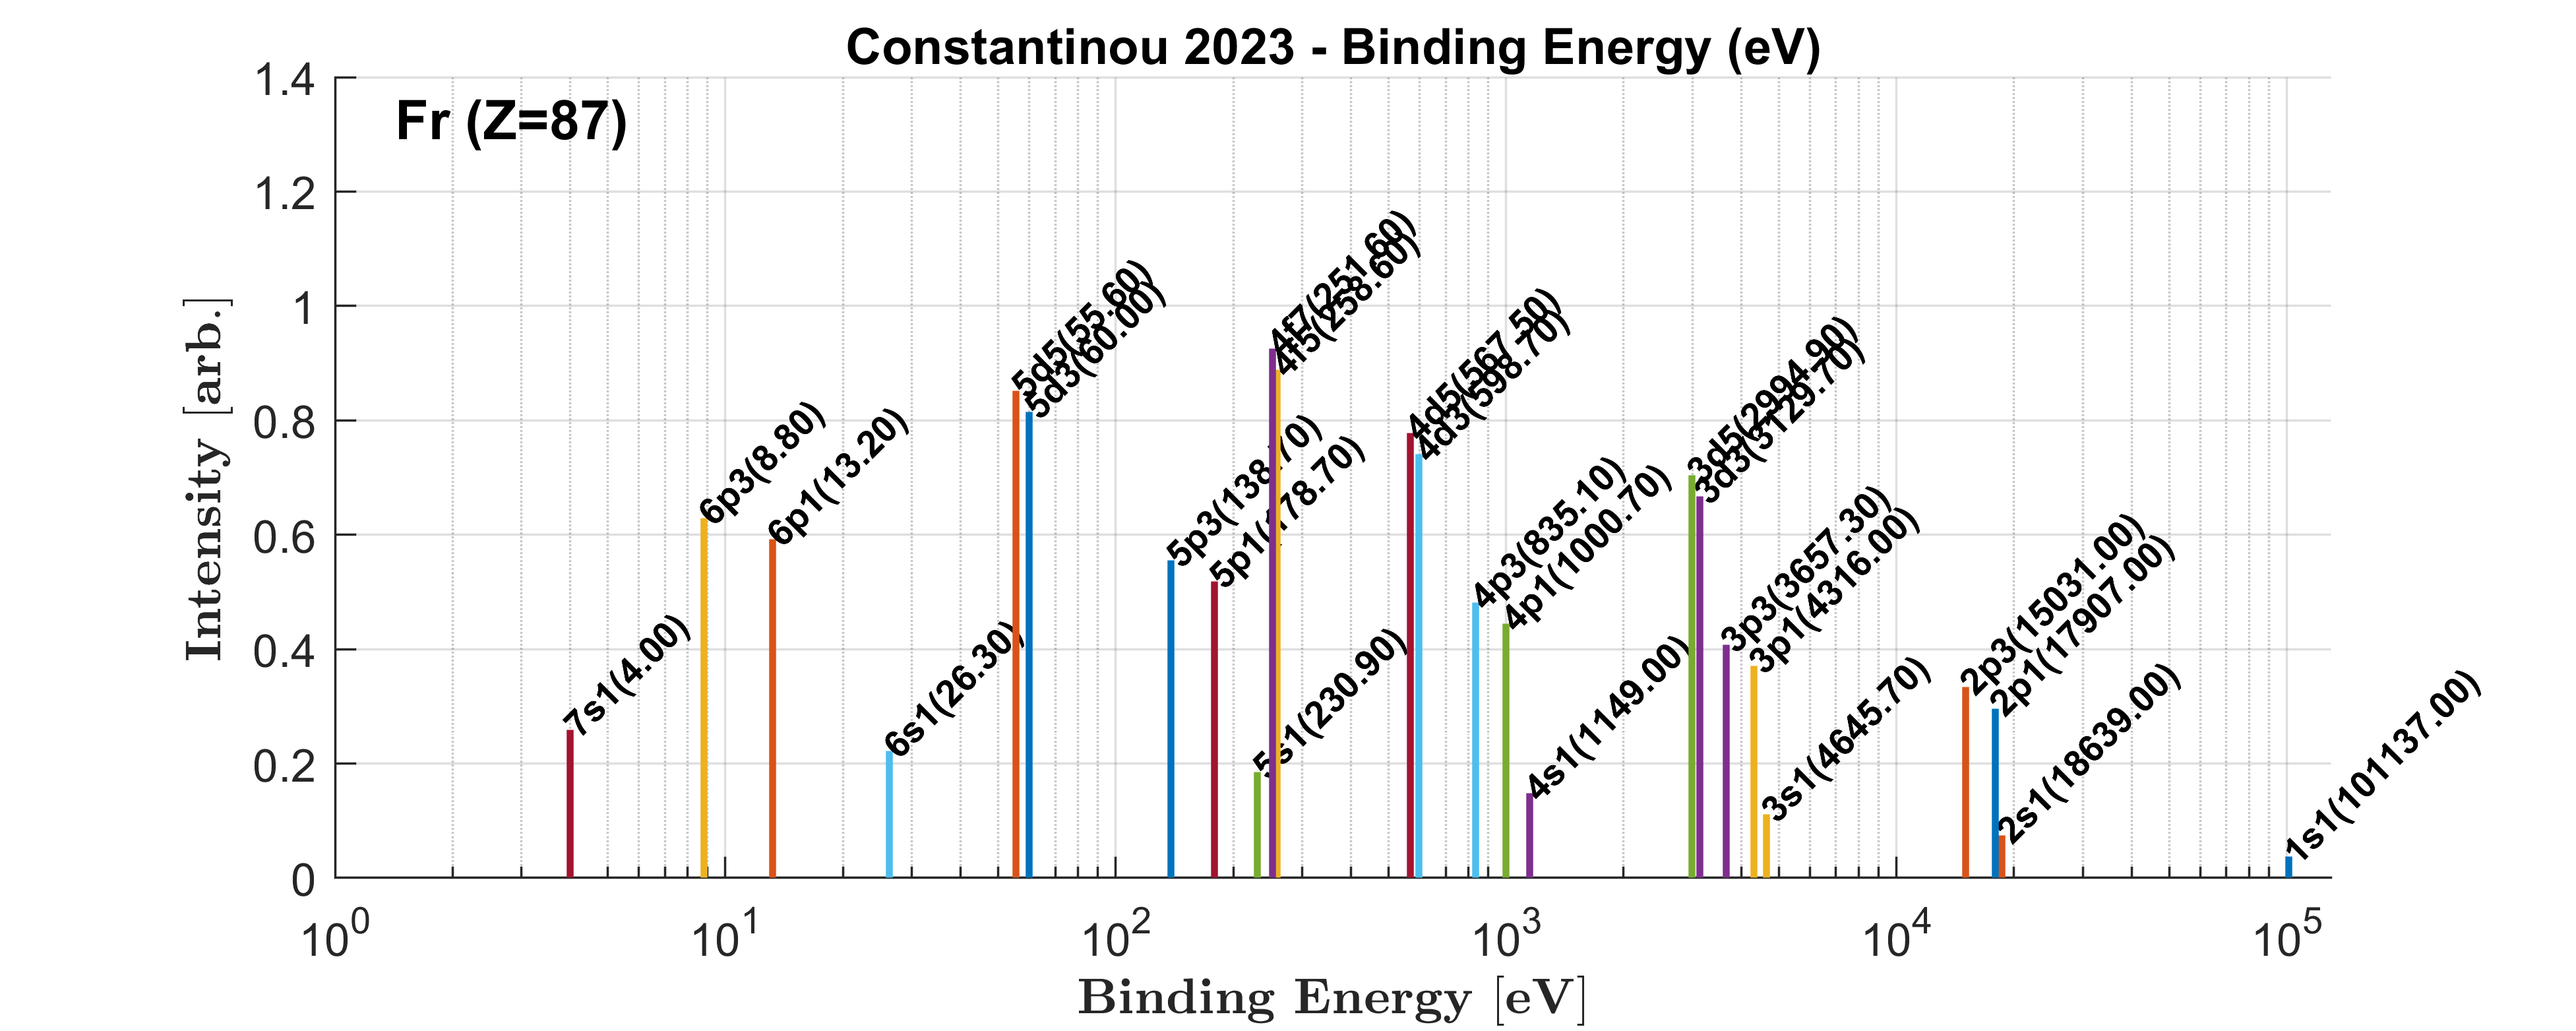 Constantinou 2023 - Binding Energy (eV)
Fr (Z=87)
Intensity [arb.]
1.4
1.2
1
0.8
0.6
0.4
0.2
0
7s1(4.00)
6p3(8.80)
6p1(13.20)
6s1(26.30)
5d5(55.60)
5d3(60.00)
5p3(138.70)
5p1(178.70)
5s1(230.90)
4f7(251.60)
4f5(258.60)
4d5(567.50)
4d3(598.70)
4p3(835.10)
4p1(1000.70)
4s1(1149.00)
3d5(2994.90)
3d3(3129.70)
3p3(3657.30)
3p1(4316.00)
3s1(4645.70)
2p3(15031.00)
2p1(17907.00)
2s1(18639.00)
1s1(101137.00)
10^0 10^1 10^2 10^3 10^4 10^5
Binding Energy [eV]